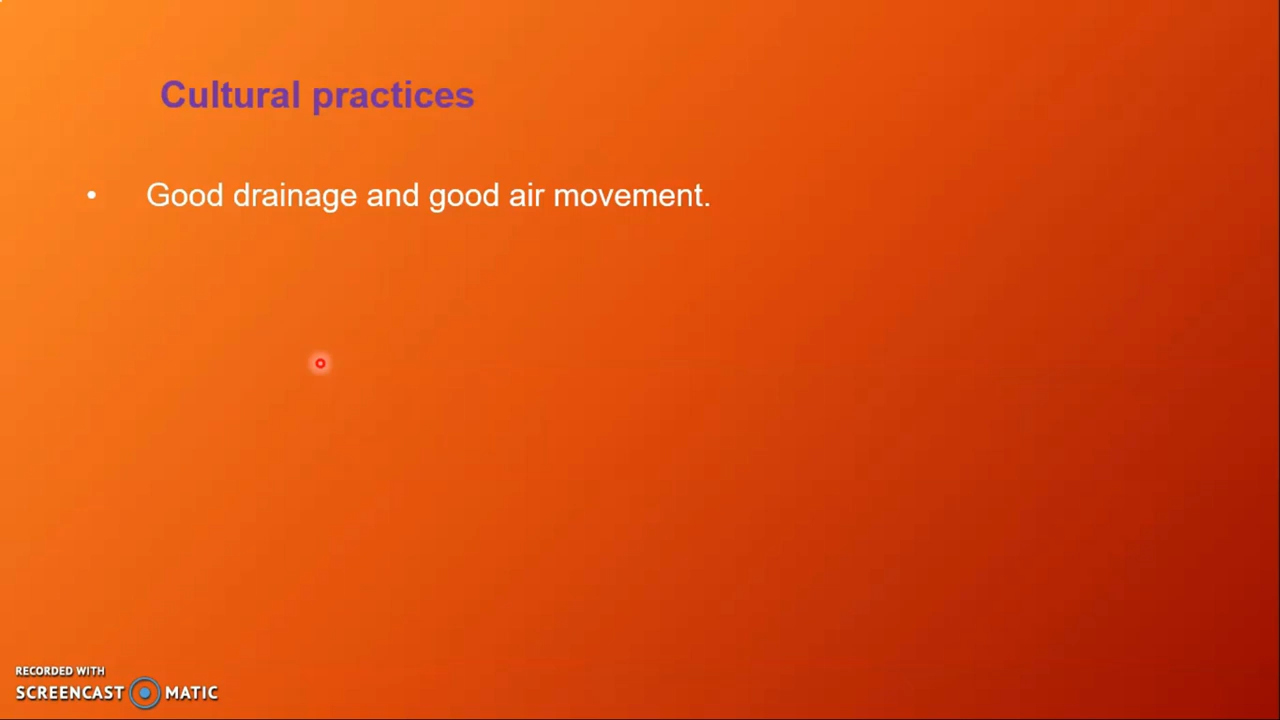 Cultural practices
• Good drainage and good air movement.
RECORDED WITH
SCREENCAST MATIC